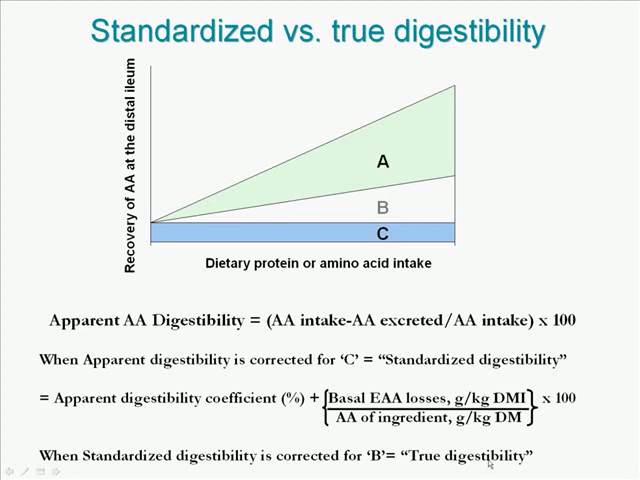 Standardized vs. true digestibility
Recovery of AA at the distal ileum
A
B
C
Dietary protein or amino acid intake
Apparent AA Digestibility = (AA intake-AA excreted/AA intake) x 100
When Apparent digestibility is corrected for ‘C’ = “Standardized digestibility”
= Apparent digestibility coefficient (%) + {Basal EAA losses, g/kg DMI} x 100
AA of ingredient, g/kg DM
When Standardized digestibility is corrected for ‘B’= “True digestibility”